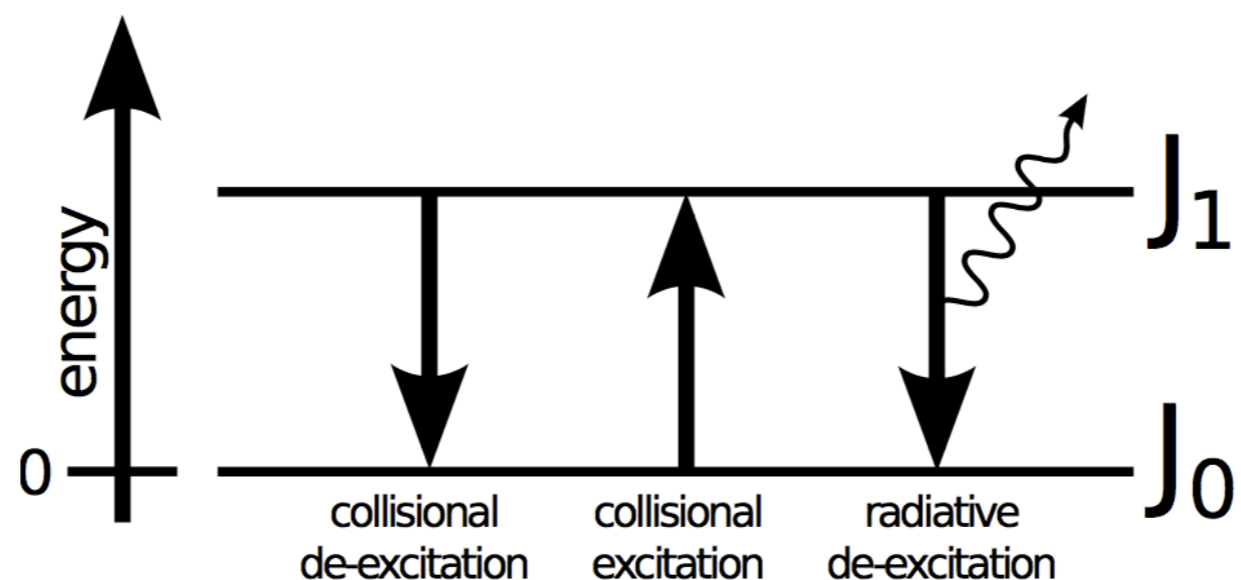 energy
0
J1
J0
collisional
de-excitation
collisional
excitation
radiative
de-excitation